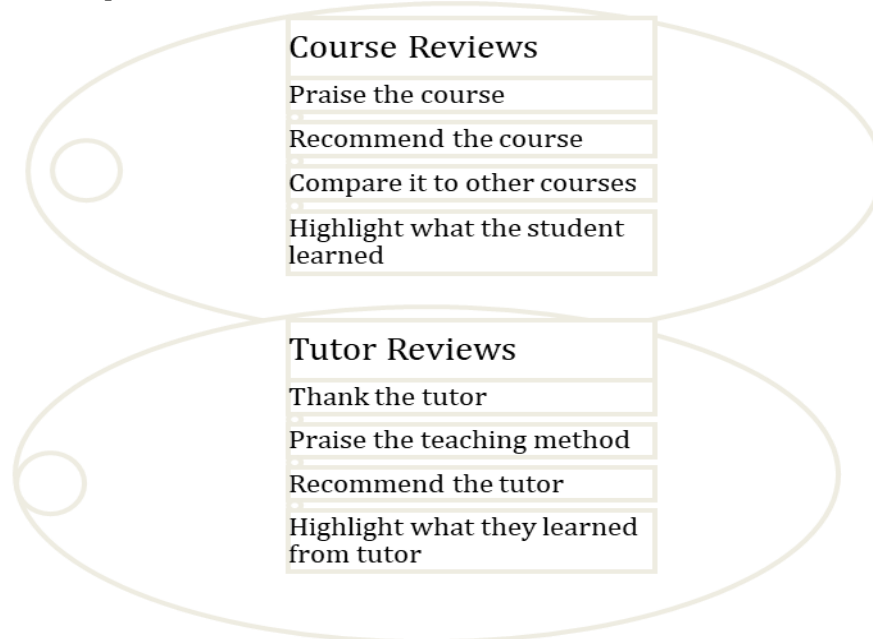 Course Reviews
Praise the course
Recommend the course
Compare it to other courses
Highlight what the student
learned
Tutor Reviews
Thank the tutor
Praise the teaching method
Recommend the tutor
Highlight what they learned
from tutor